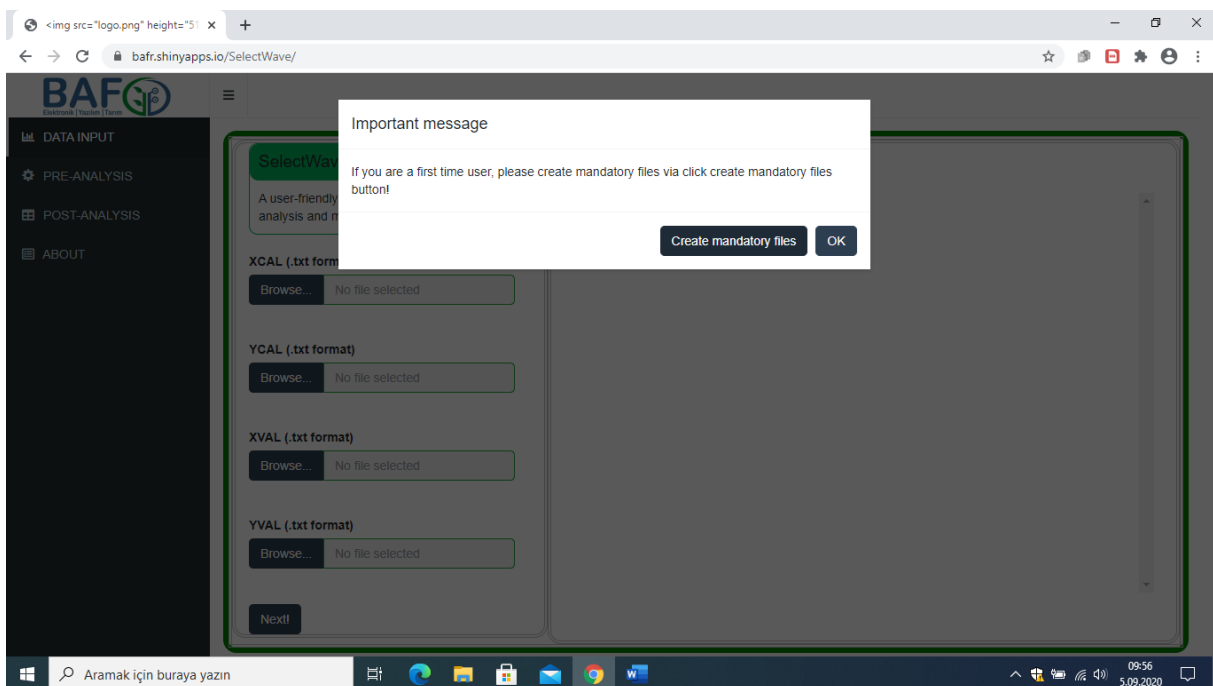 <img src="logo.png" height="51
bafr.shinyapps.io/SelectWave/
BAF
Elektronik | Yazılım | Tarım
DATA INPUT
PRE-ANALYSIS
POST-ANALYSIS
ABOUT
Important message
If you are a first time user, please create mandatory files via click create mandatory files
button!
Create mandatory files
OK
SelectWav
A user-friendly
analysis and m
XCAL (.txt form
Browse... No file selected
YCAL (.txt format)
Browse... No file selected
XVAL (.txt format)
Browse... No file selected
YVAL (.txt format)
Browse... No file selected
Next!
Aramak için buraya yazın
09:56
5.09.2020